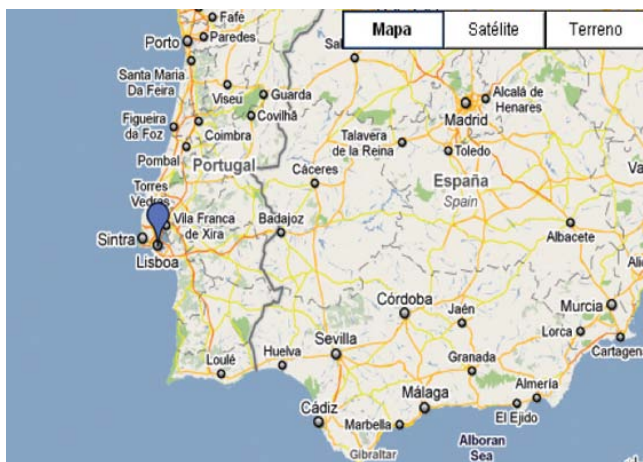 Fafe
Porto
Paredes
Mapa
Satélite
Terreno
Santa Maria
Da Feira
Viseu
Guarda
Alcalá de
Henares
Madrid
Figueira
da Foz
Coimbra
Covilhã
Talavera
de la Reina
Toledo
Pombal
Portugal
Cáceres
España
Spain
Torres
Vedras
Vila Franca
de Xira
Badajoz
Albacete
Sintra
Lisboa
Córdoba
Jaén
Murcia
Lorca
Cartagen
Sevilla
Loulé
Huelva
Granada
Almería
Cádiz
Málaga
El Ejido
Marbella
Gibraltar
Alboran
Sea